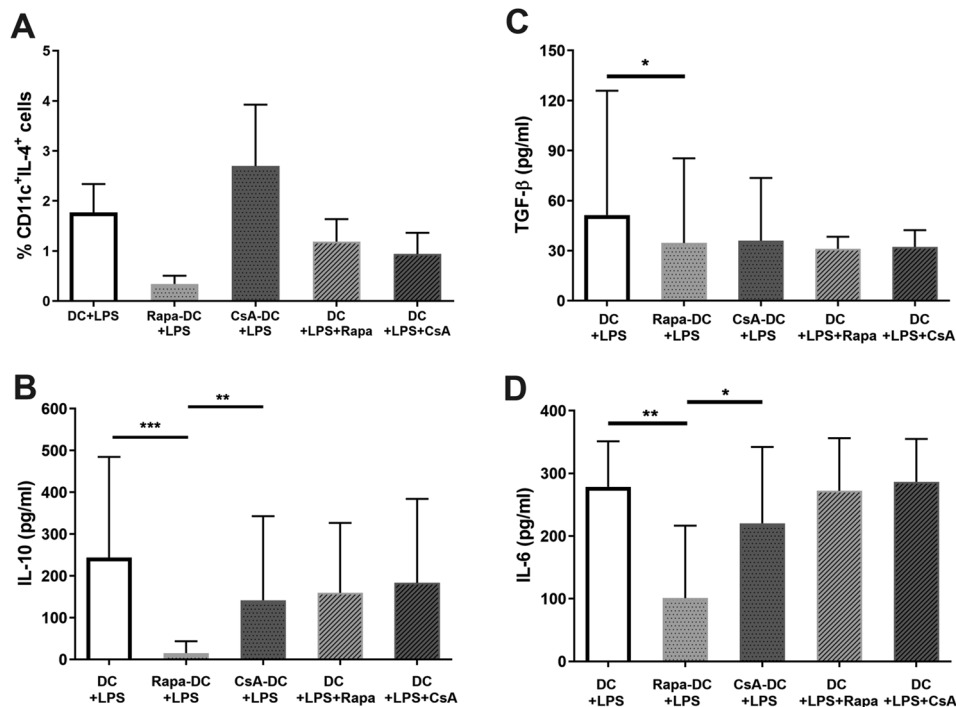 A
% CD11c⁺IL-4⁺ cells
5
4
3
2
1
0
DC+LPS Rapa-DC CsA-DC DC DC
+LPS +LPS +LPS+Rapa +LPS+CsA
C
TGF-β (pg/ml)
150
120
90
60
30
0
*
DC Rapa-DC CsA-DC DC DC
+LPS +LPS +LPS +LPS+Rapa +LPS+CsA
B
IL-10 (pg/ml)
600
500
400
300
200
100
0
**
***
DC Rapa-DC CsA-DC DC DC
+LPS +LPS +LPS +LPS+Rapa +LPS+CsA
D
IL-6 (pg/ml)
400
300
200
100
0
*
**
DC Rapa-DC CsA-DC DC DC
+LPS +LPS +LPS +LPS+Rapa +LPS+CsA